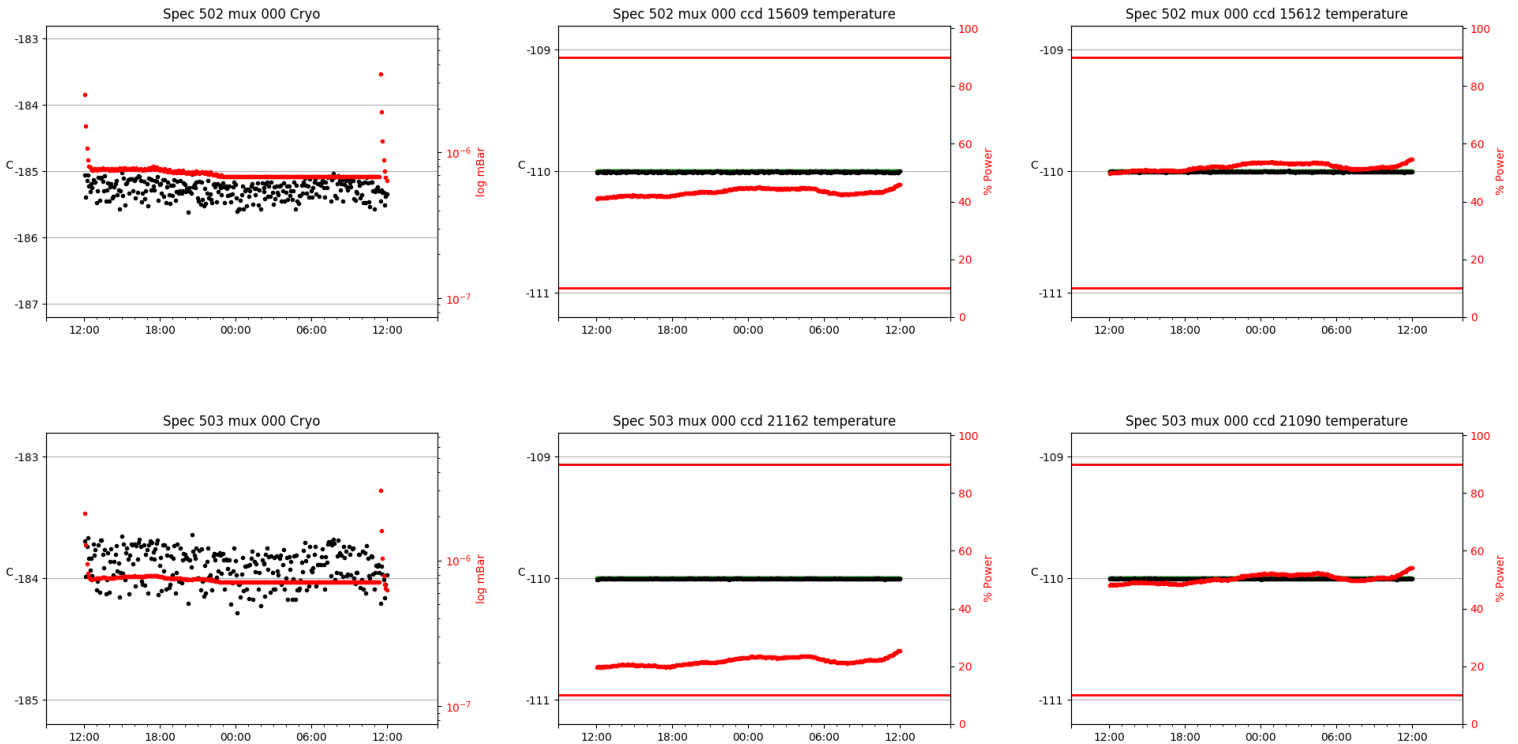 Spec 502 mux 000 Cryo
-183
-184
-185
-186
-187
C
10^-6
10^-7
log mBar
12:00 18:00 00:00 06:00 12:00
Spec 502 mux 000 ccd 15609 temperature
-109
-110
-111
C
100
80
60
40
20
0
% Power
12:00 18:00 00:00 06:00 12:00
Spec 502 mux 000 ccd 15612 temperature
-109
-110
-111
C
100
80
60
40
20
0
% Power
12:00 18:00 00:00 06:00 12:00
Spec 503 mux 000 Cryo
-183
-184
-185
C
10^-6
10^-7
log mBar
12:00 18:00 00:00 06:00 12:00
Spec 503 mux 000 ccd 21162 temperature
-109
-110
-111
C
100
80
60
40
20
0
% Power
12:00 18:00 00:00 06:00 12:00
Spec 503 mux 000 ccd 21090 temperature
-109
-110
-111
C
100
80
60
40
20
0
% Power
12:00 18:00 00:00 06:00 12:00